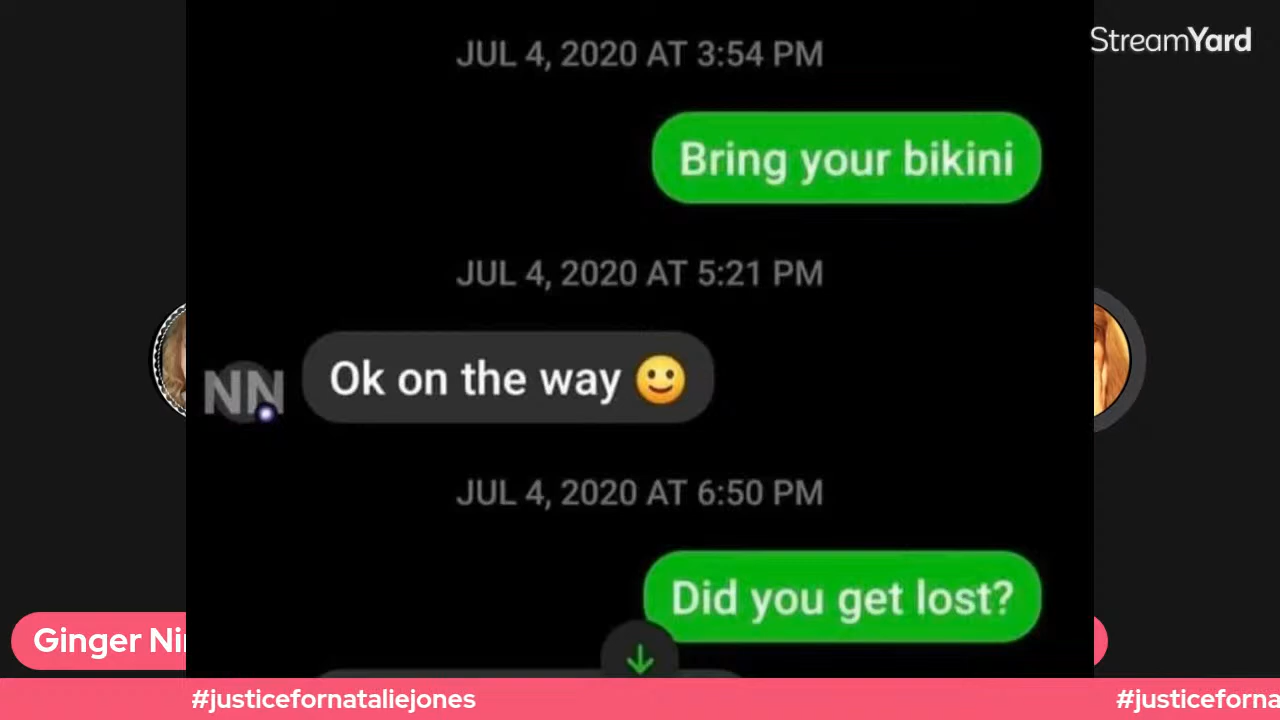 StreamYard
JUL 4, 2020 AT 3:54 PM
Bring your bikini
JUL 4, 2020 AT 5:21 PM
NN
Ok on the way 🙂
JUL 4, 2020 AT 6:50 PM
Did you get lost?
Ginger
#justicefornataliejones